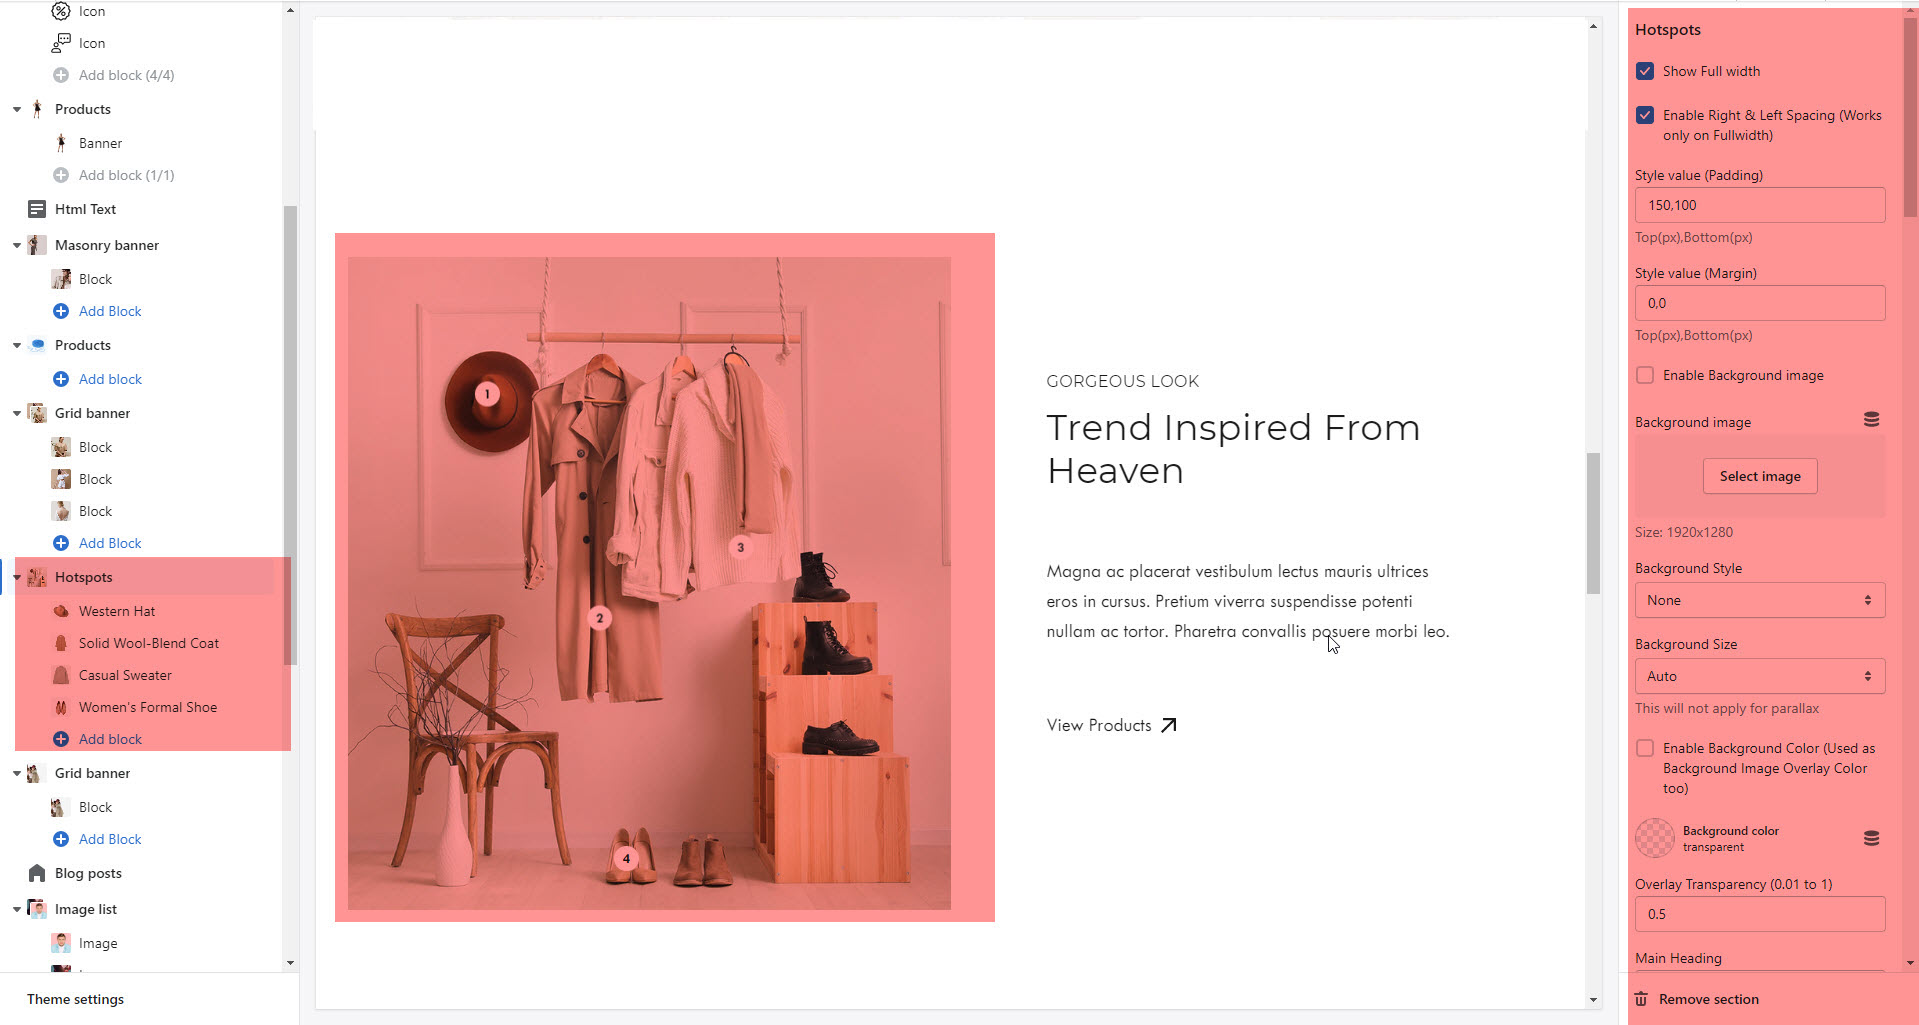 Icon
Icon
Add block (4/4)
Products
Banner
Add block (1/1)
Html Text
Masonry banner
Block
Add Block
Products
Add block
Grid banner
Block
Block
Block
Add Block
Hotspots
Western Hat
Solid Wool-Blend Coat
Casual Sweater
Women's Formal Shoe
Add block
Grid banner
Block
Add Block
Blog posts
Image list
Image
Theme settings
1
2
3
4
GORGEOUS LOOK
Trend Inspired From
Heaven
Magna ac placerat vestibulum lectus mauris ultrices
eros in cursus. Pretium viverra suspendisse potenti
nullam ac tortor. Pharetra convallis posuere morbi leo.
View Products
Hotspots
Show Full width
Enable Right & Left Spacing (Works
only on Fullwidth)
Style value (Padding)
150,100
Top(px),Bottom(px)
Style value (Margin)
0,0
Top(px),Bottom(px)
Enable Background image
Background image
Select image
Size: 1920x1280
Background Style
None
Background Size
Auto
This will not apply for parallax
Enable Background Color (Used as
Background Image Overlay Color
too)
Background color
transparent
Overlay Transparency (0.01 to 1)
0.5
Main Heading
Remove section